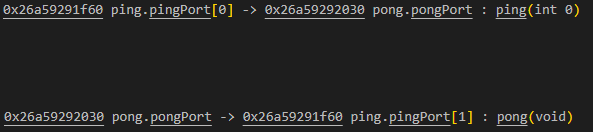 0x26a59291f60 ping.pingPort[0] -> 0x26a59292030 pong.pongPort : ping(int 0)
0x26a59292030 pong.pongPort -> 0x26a59291f60 ping.pingPort[1] : pong(void)